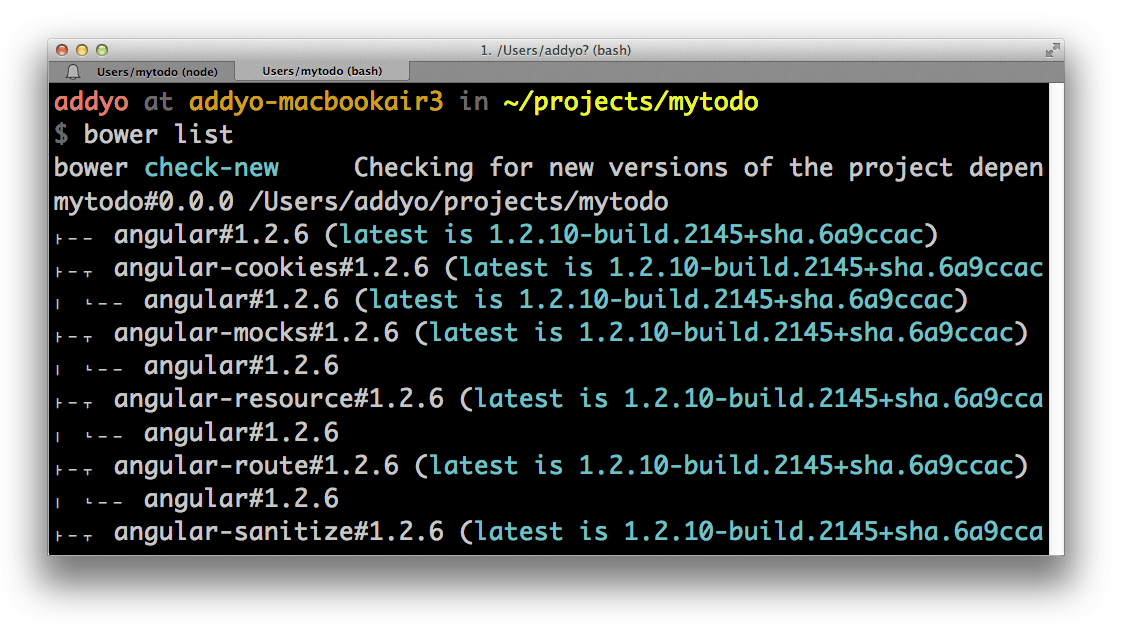 1. /Users/addyo? (bash)
Users/mytodo (node) Users/mytodo (bash)
addyo at addyo-macbookair3 in ~/projects/mytodo
$ bower list
bower check-new     Checking for new versions of the project depen
mytodo#0.0.0 /Users/addyo/projects/mytodo
├── angular#1.2.6 (latest is 1.2.10-build.2145+sha.6a9ccac)
├─┬ angular-cookies#1.2.6 (latest is 1.2.10-build.2145+sha.6a9ccac
│ └── angular#1.2.6 (latest is 1.2.10-build.2145+sha.6a9ccac)
├─┬ angular-mocks#1.2.6 (latest is 1.2.10-build.2145+sha.6a9ccac)
│ └── angular#1.2.6
├─┬ angular-resource#1.2.6 (latest is 1.2.10-build.2145+sha.6a9cca
│ └── angular#1.2.6
├─┬ angular-route#1.2.6 (latest is 1.2.10-build.2145+sha.6a9ccac)
│ └── angular#1.2.6
├─┬ angular-sanitize#1.2.6 (latest is 1.2.10-build.2145+sha.6a9cca